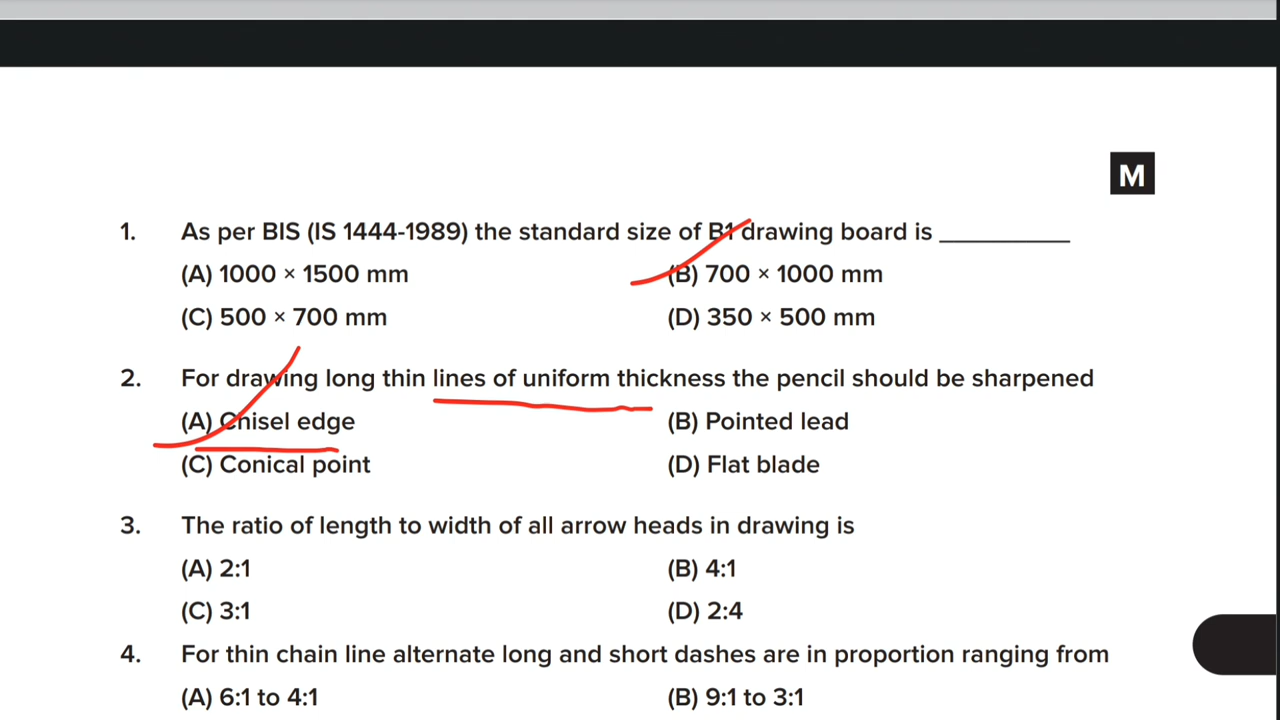 M
1. As per BIS (IS 1444-1989) the standard size of B1 drawing board is __________
(A) 1000 × 1500 mm (B) 700 × 1000 mm
(C) 500 × 700 mm (D) 350 × 500 mm
2. For drawing long thin lines of uniform thickness the pencil should be sharpened
(A) Chisel edge (B) Pointed lead
(C) Conical point (D) Flat blade
3. The ratio of length to width of all arrow heads in drawing is
(A) 2:1 (B) 4:1
(C) 3:1 (D) 2:4
4. For thin chain line alternate long and short dashes are in proportion ranging from
(A) 6:1 to 4:1 (B) 9:1 to 3:1